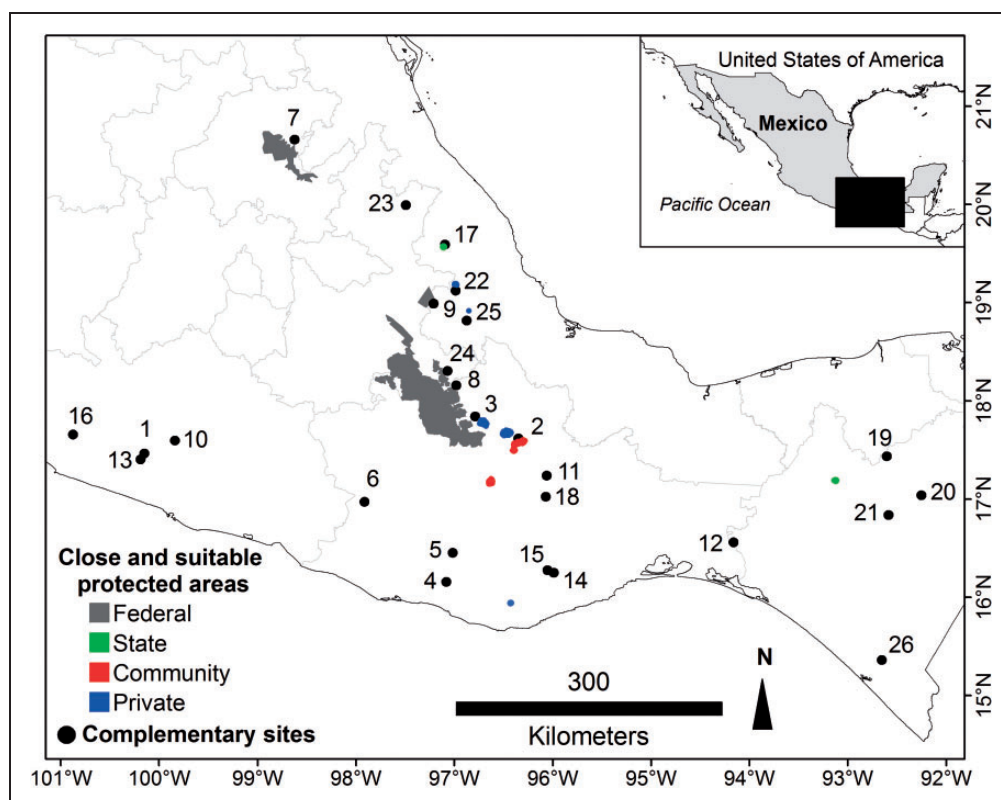 United States of America
Mexico
Pacific Ocean
21°N
20°N
19°N
18°N
17°N
16°N
15°N
7
23
17
22
9
25
24
8
3
2
16
1
10
13
11
18
6
19
20
21
12
5
4
15
14
26
Close and suitable
protected areas
Federal
State
Community
Private
Complementary sites
300
Kilometers
N
101°W 100°W 99°W 98°W 97°W 96°W 95°W 94°W 93°W 92°W